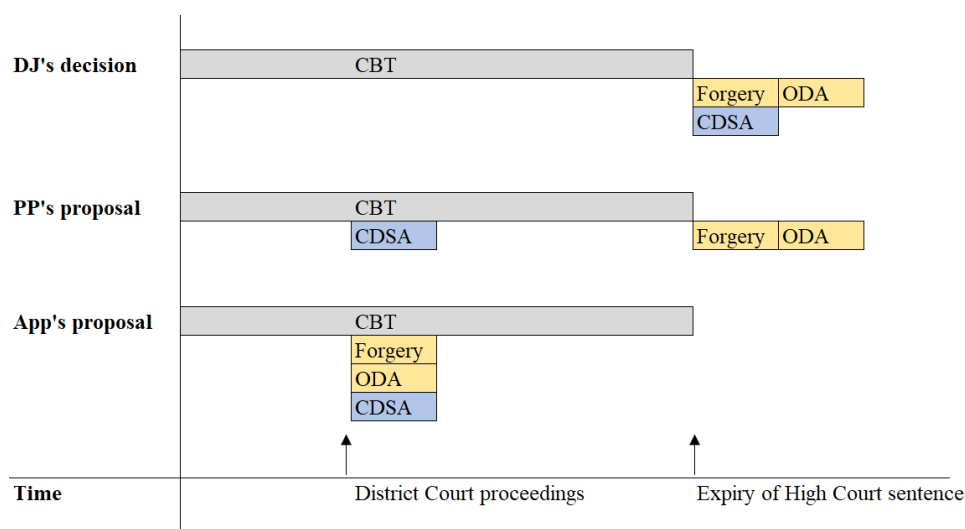 DJ's decision
CBT
Forgery ODA
CDSA
PP's proposal
CBT
CDSA
Forgery ODA
App's proposal
CBT
Forgery
ODA
CDSA
Time
District Court proceedings
Expiry of High Court sentence